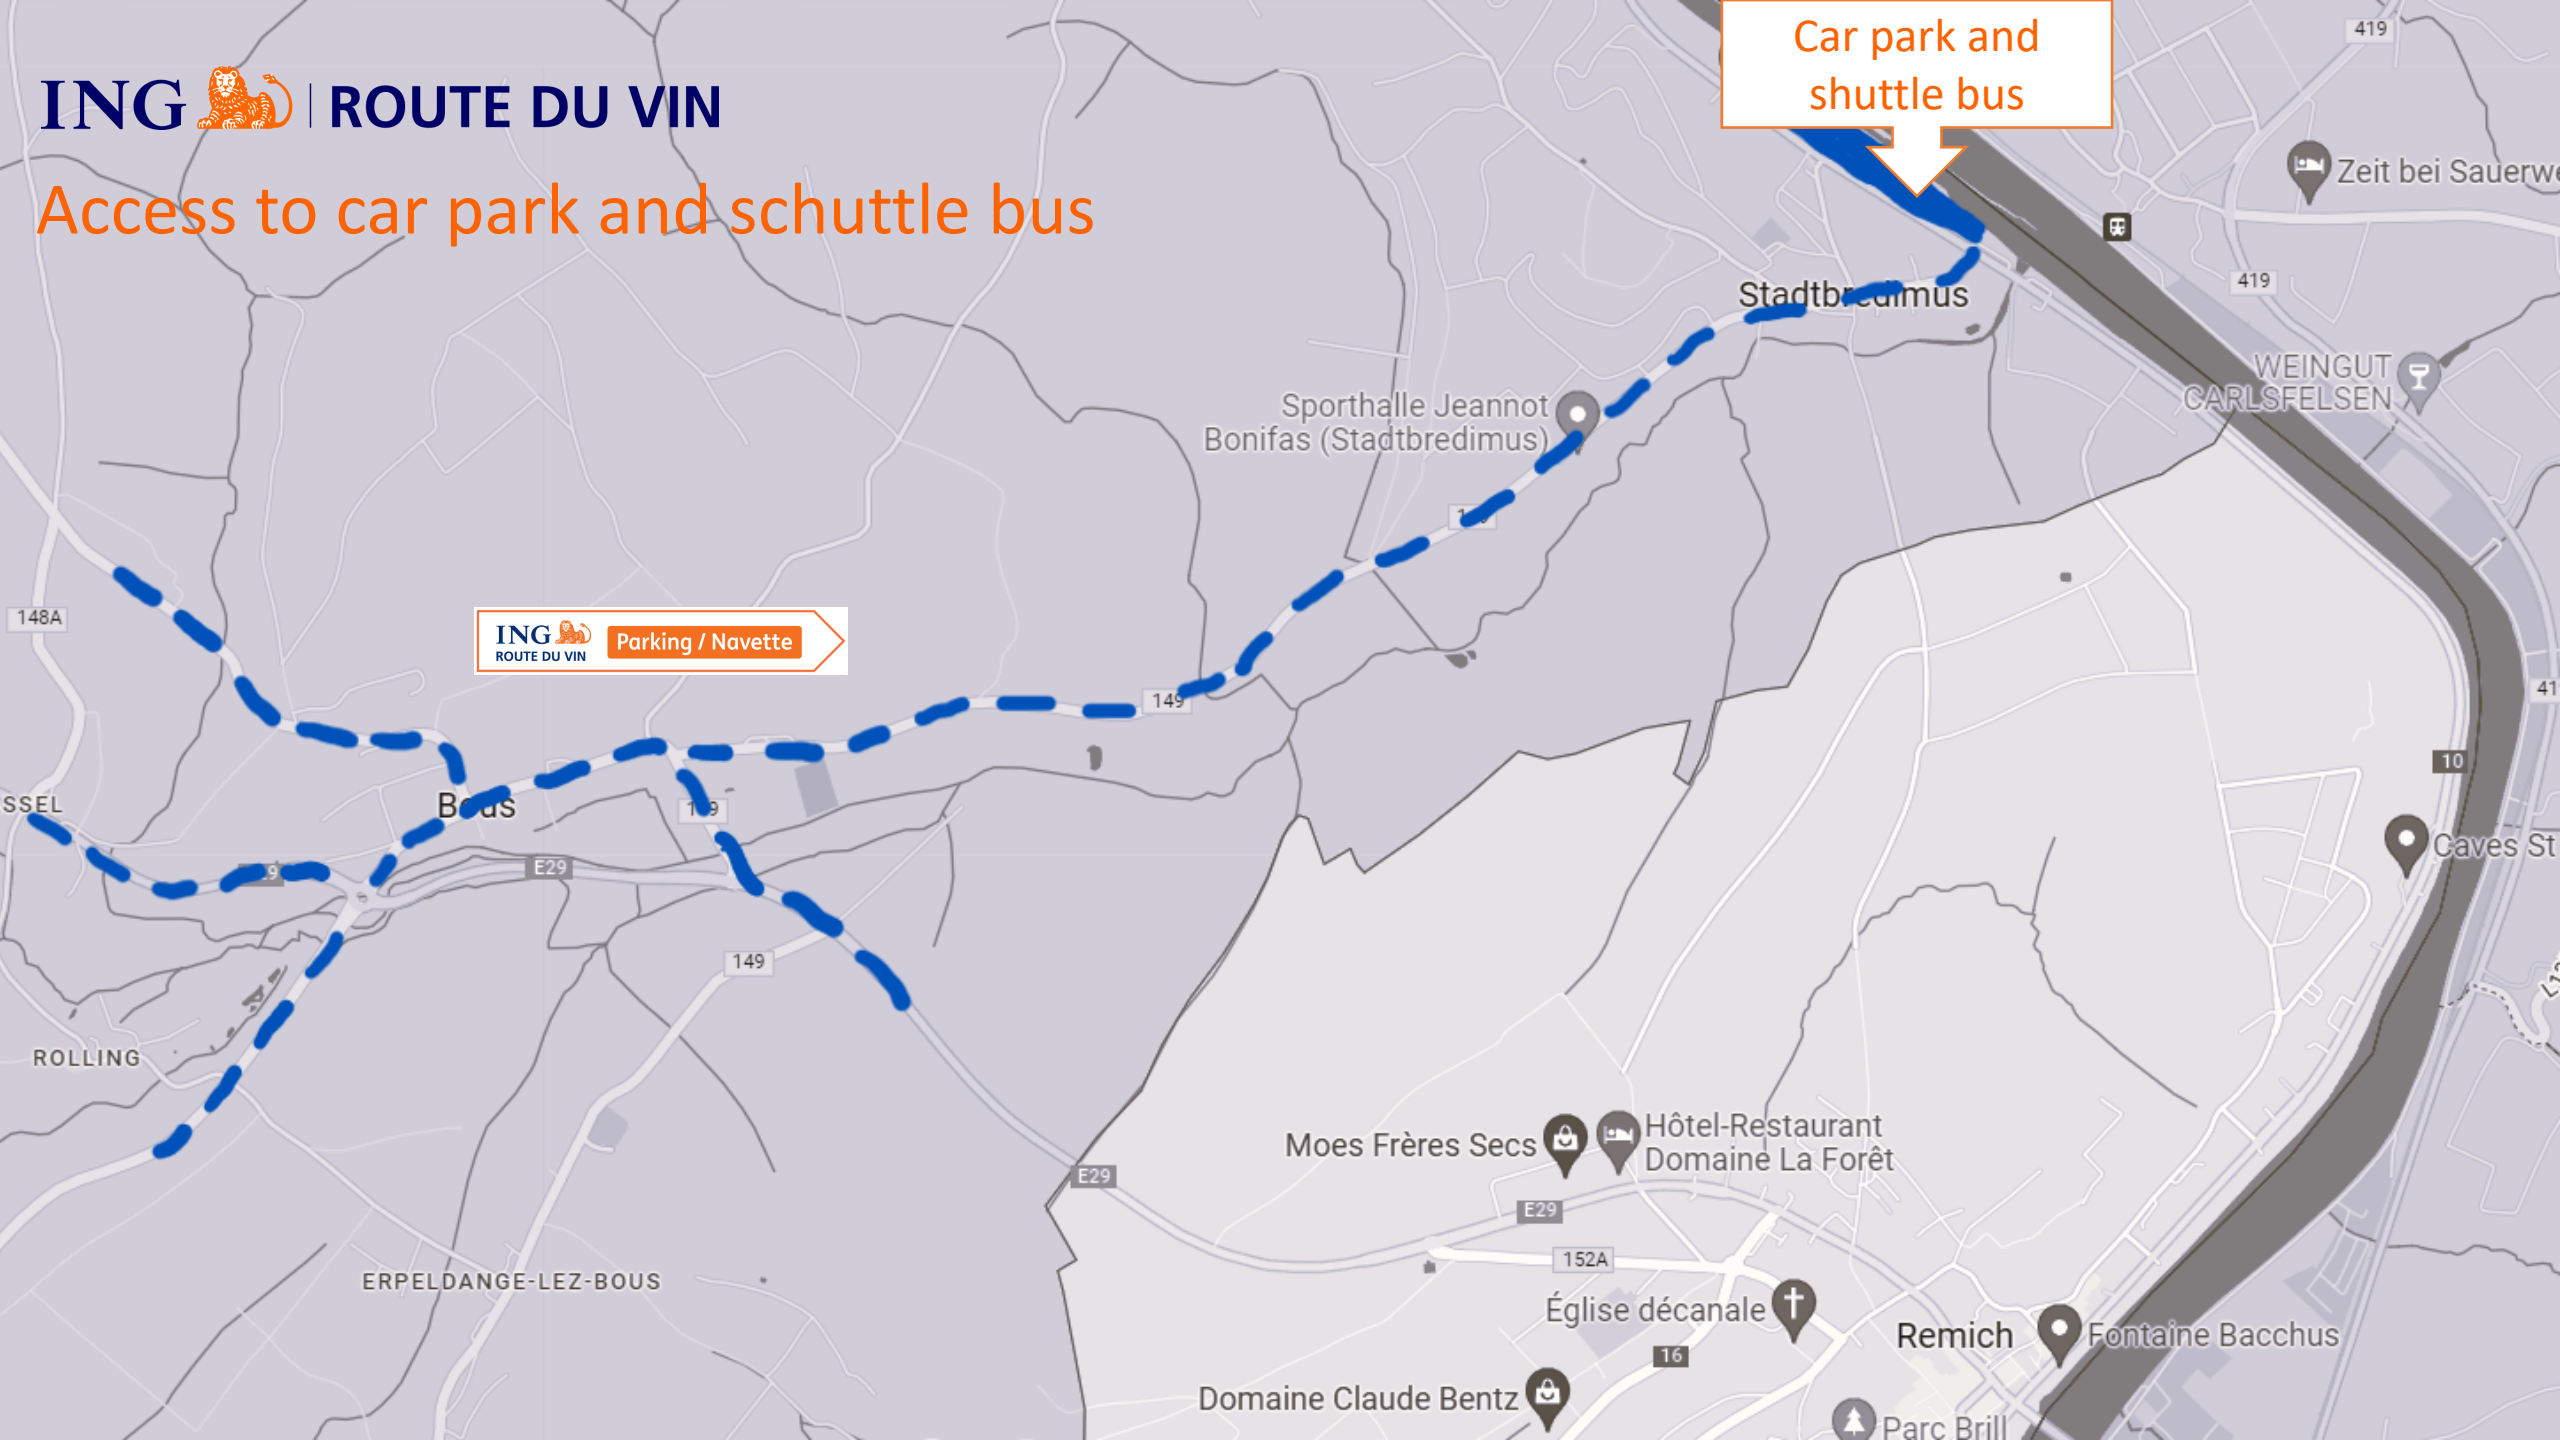 ING ROUTE DU VIN
Access to car park and schuttle bus
Car park and
shuttle bus
419
Zeit bei Sauerwe
419
Stadtbredimus
WEINGUT
CARLSFELSEN
Sporthalle Jeannot
Bonifas (Stadtbredimus)
148A
ING
ROUTE DU VIN
Parking / Navette
149
41
10
SSEL
Bous
Caves St
E29
149
ROLLING
Moes Frères Secs
Hôtel-Restaurant
Domaine La Forêt
E29
E29
152A
ERPELDANGE-LEZ-BOUS
Église décanale
Remich
Fontaine Bacchus
16
Domaine Claude Bentz
Parc Brill